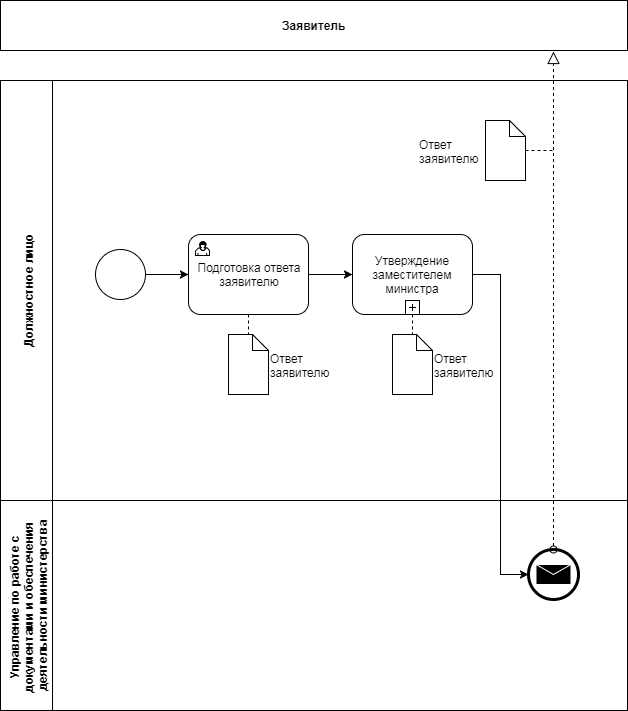 Заявитель
Ответ
заявителю
Должностное лицо
Подготовка ответа
заявителю
Утверждение
заместителем
министра
Ответ
заявителю
Ответ
заявителю
Управление по работе с
документами и обеспечения
деятельности министерства